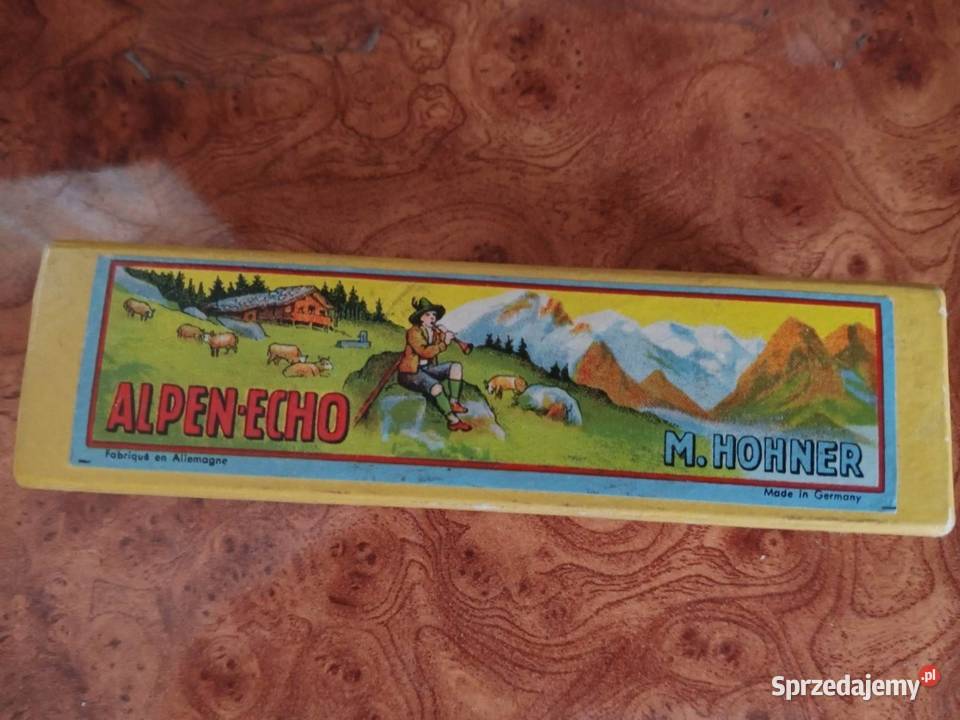 ALPEN-ECHO
M. HOHNER
Fabriqué en Allemagne
Made in Germany
Sprzedajemy.pl